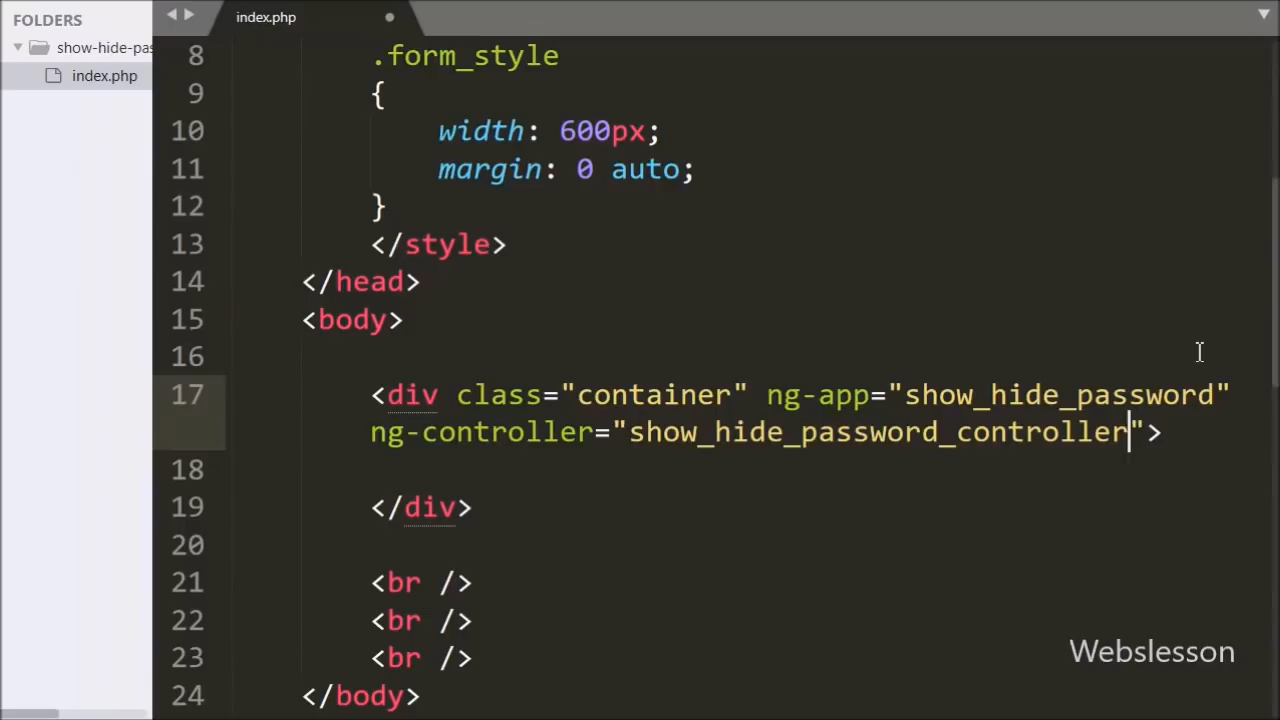 FOLDERS
show-hide-pas
index.php
index.php
8 .form_style
9 {
10 width: 600px;
11 margin: 0 auto;
12 }
13 </style>
14 </head>
15 <body>
16
17 <div class="container" ng-app="show_hide_password"
ng-controller="show_hide_password_controller">
18
19 </div>
20
21 <br />
22 <br />
23 <br />
24 </body>
Webslesson